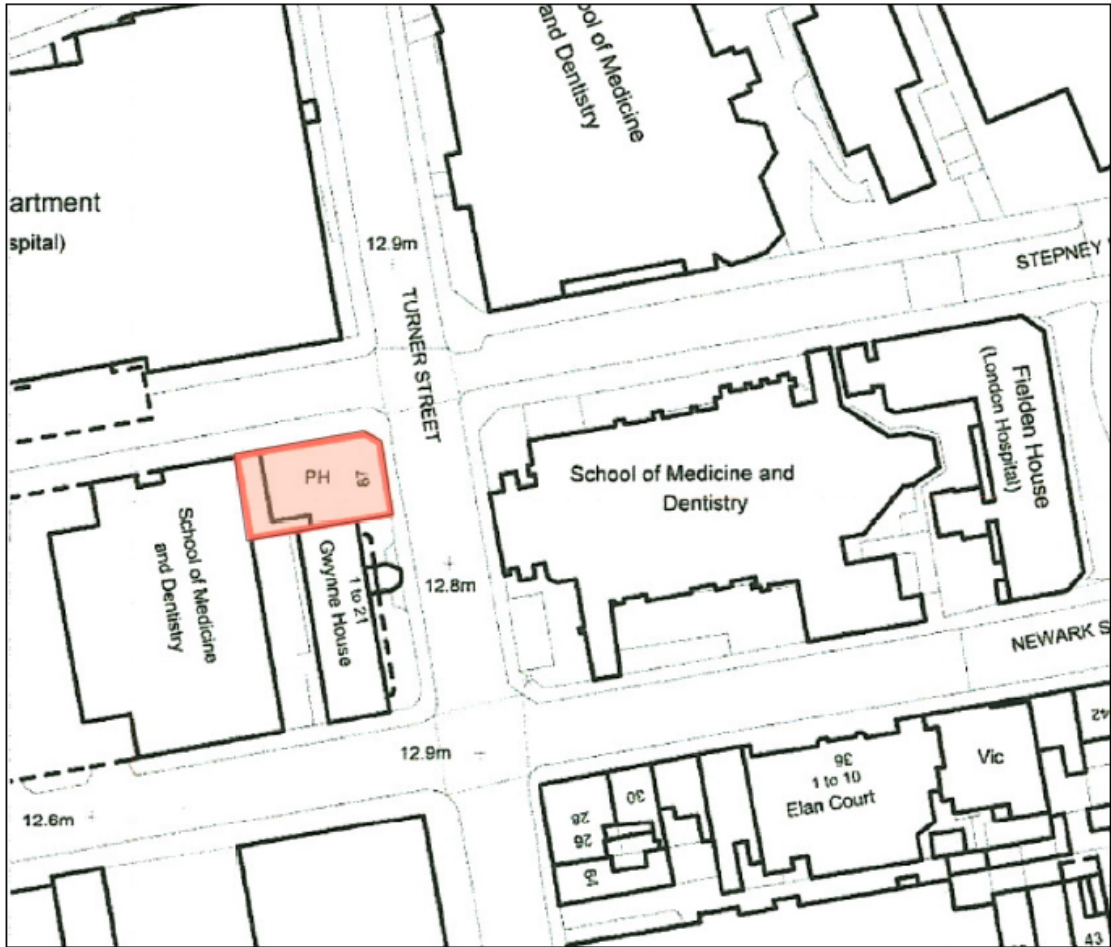 ool of Medicine
and Dentistry
artment
spital)
12.9m
STEPNEY
TURNER STREET
Fielden House
(London Hospital)
PH
67
School of Medicine and
Dentistry
School of Medicine
and Dentistry
1 to 21
Gwynne House
12.8m
NEWARK S
12.9m
12.6m
42
36
1 to 10
Elan Court
Vic
30
28
26
64
43